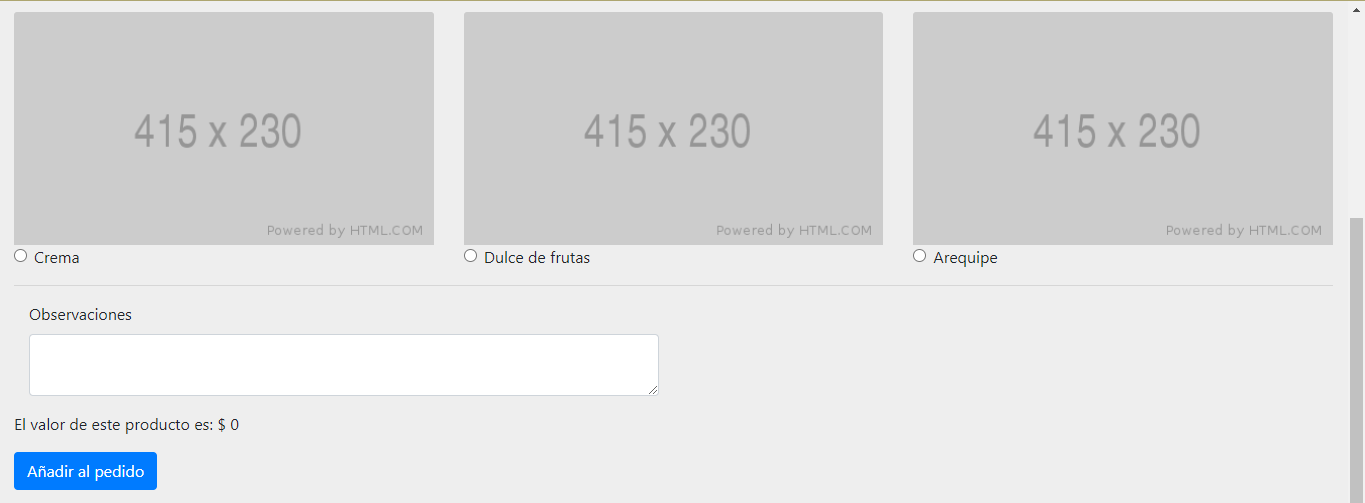 415 x 230
Powered by HTML.COM
415 x 230
Powered by HTML.COM
415 x 230
Powered by HTML.COM
Crema
Dulce de frutas
Arequipe
Observaciones
El valor de este producto es: $ 0
Añadir al pedido